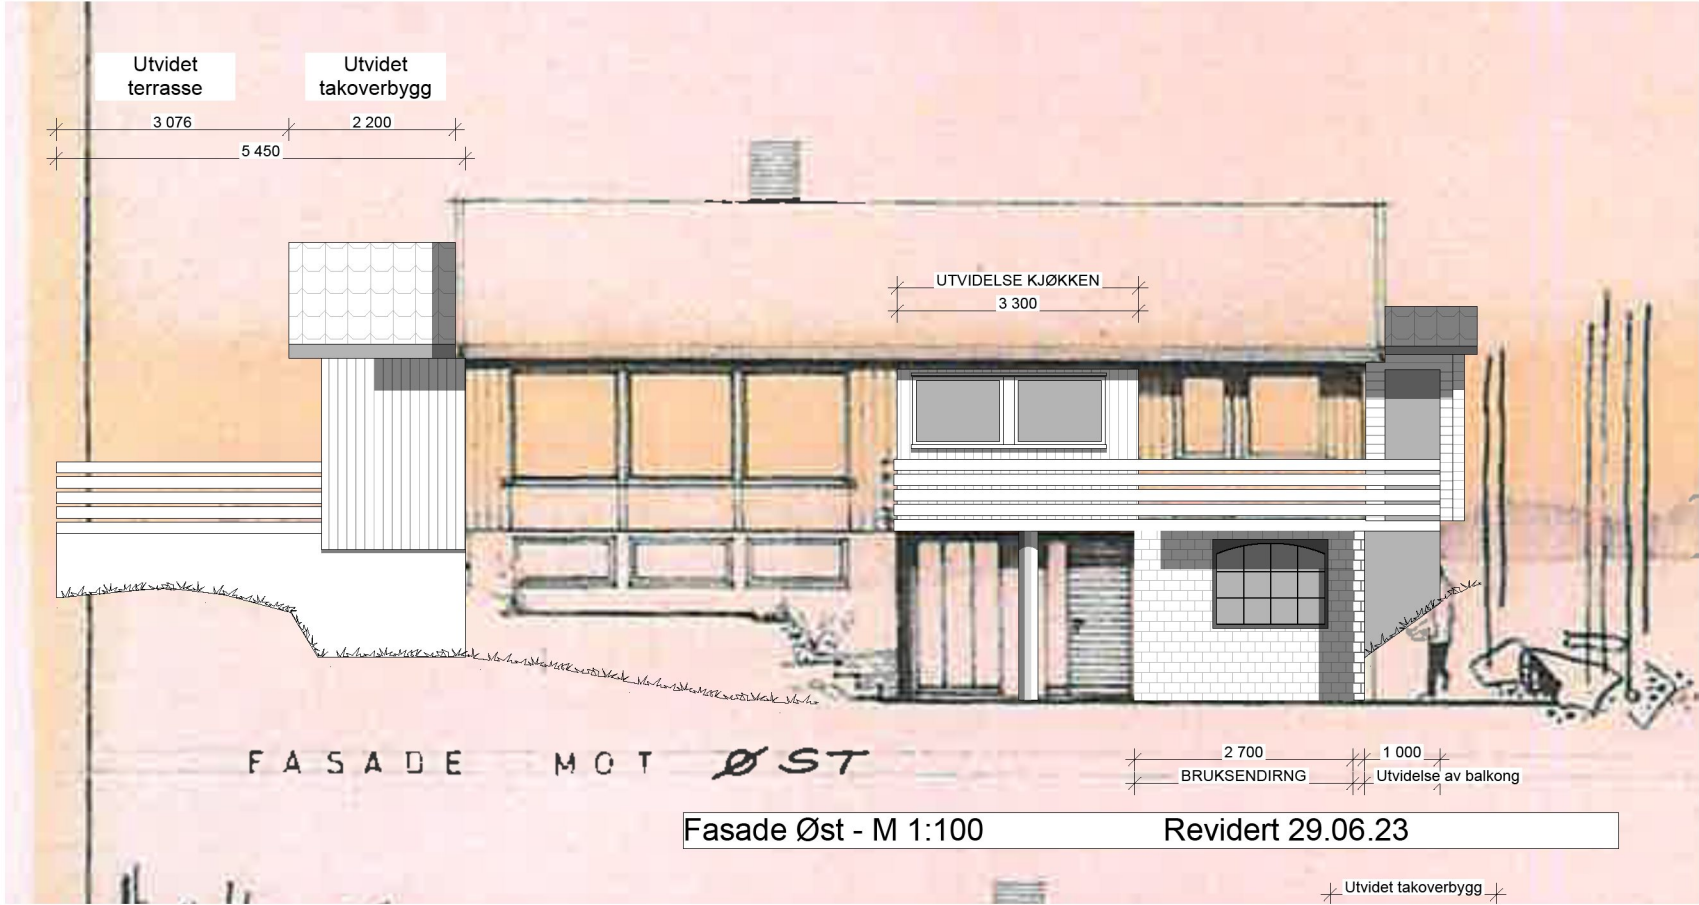 Utvidet
terrasse
Utvidet
takoverbygg
3 076
2 200
5 450
UTVIDELSE KJØKKEN
3 300
FASADE MOT ØST
2 700
1 000
BRUKSENDIRNG
Utvidelse av balkong
Fasade Øst - M 1:100
Revidert 29.06.23
Utvidet takoverbygg